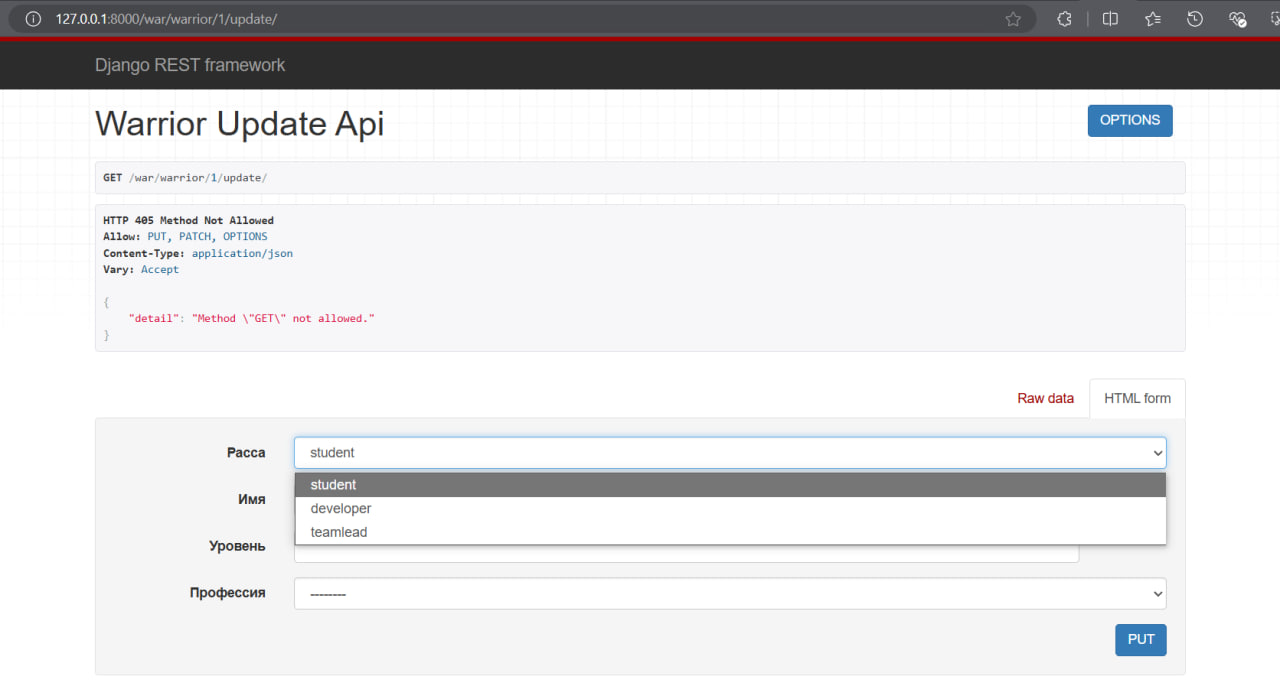 127.0.0.1:8000/war/warrior/1/update/
Django REST framework
Warrior Update Api
OPTIONS
GET /war/warrior/1/update/
HTTP 405 Method Not Allowed
Allow: PUT, PATCH, OPTIONS
Content-Type: application/json
Vary: Accept
{
"detail": "Method \"GET\" not allowed."
}
Raw data
HTML form
Расса
student
student
Имя
developer
teamlead
Уровень
Профессия
--------
PUT